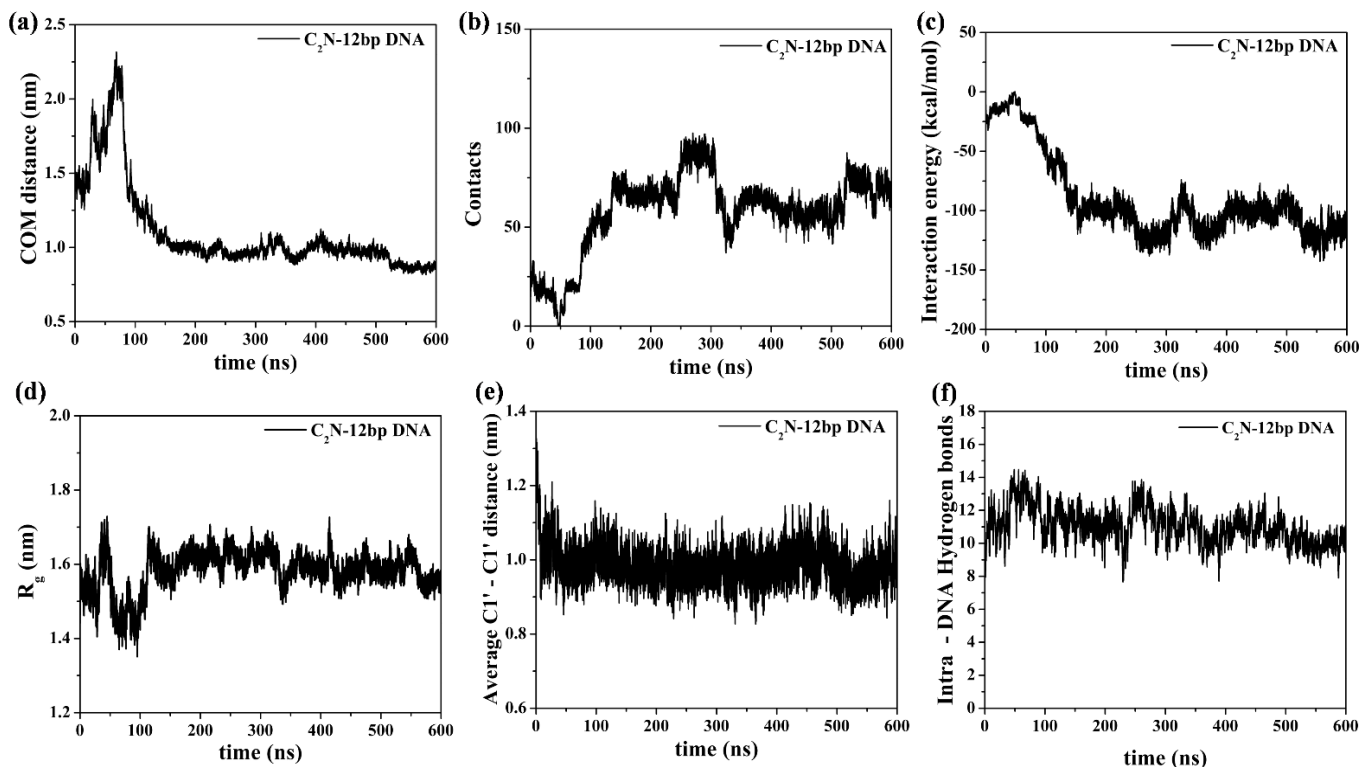 (a)
C₂N-12bp DNA
COM distance (nm)
2.5
2.0
1.5
1.0
0.5
0 100 200 300 400 500 600
time (ns)
(b)
C₂N-12bp DNA
Contacts
150
100
50
0
0 100 200 300 400 500 600
time (ns)
(c)
C₂N-12bp DNA
Interaction energy (kcal/mol)
50
0
-50
-100
-150
-200
0 100 200 300 400 500 600
time (ns)
(d)
C₂N-12bp DNA
Rg (nm)
2.0
1.8
1.6
1.4
1.2
0 100 200 300 400 500 600
time (ns)
(e)
C₂N-12bp DNA
Average C1' - C1' distance (nm)
1.4
1.2
1.0
0.8
0.6
0 100 200 300 400 500 600
time (ns)
(f)
C₂N-12bp DNA
Intra - DNA Hydrogen bonds
18
16
14
12
10
8
6
4
2
0
0 100 200 300 400 500 600
time (ns)